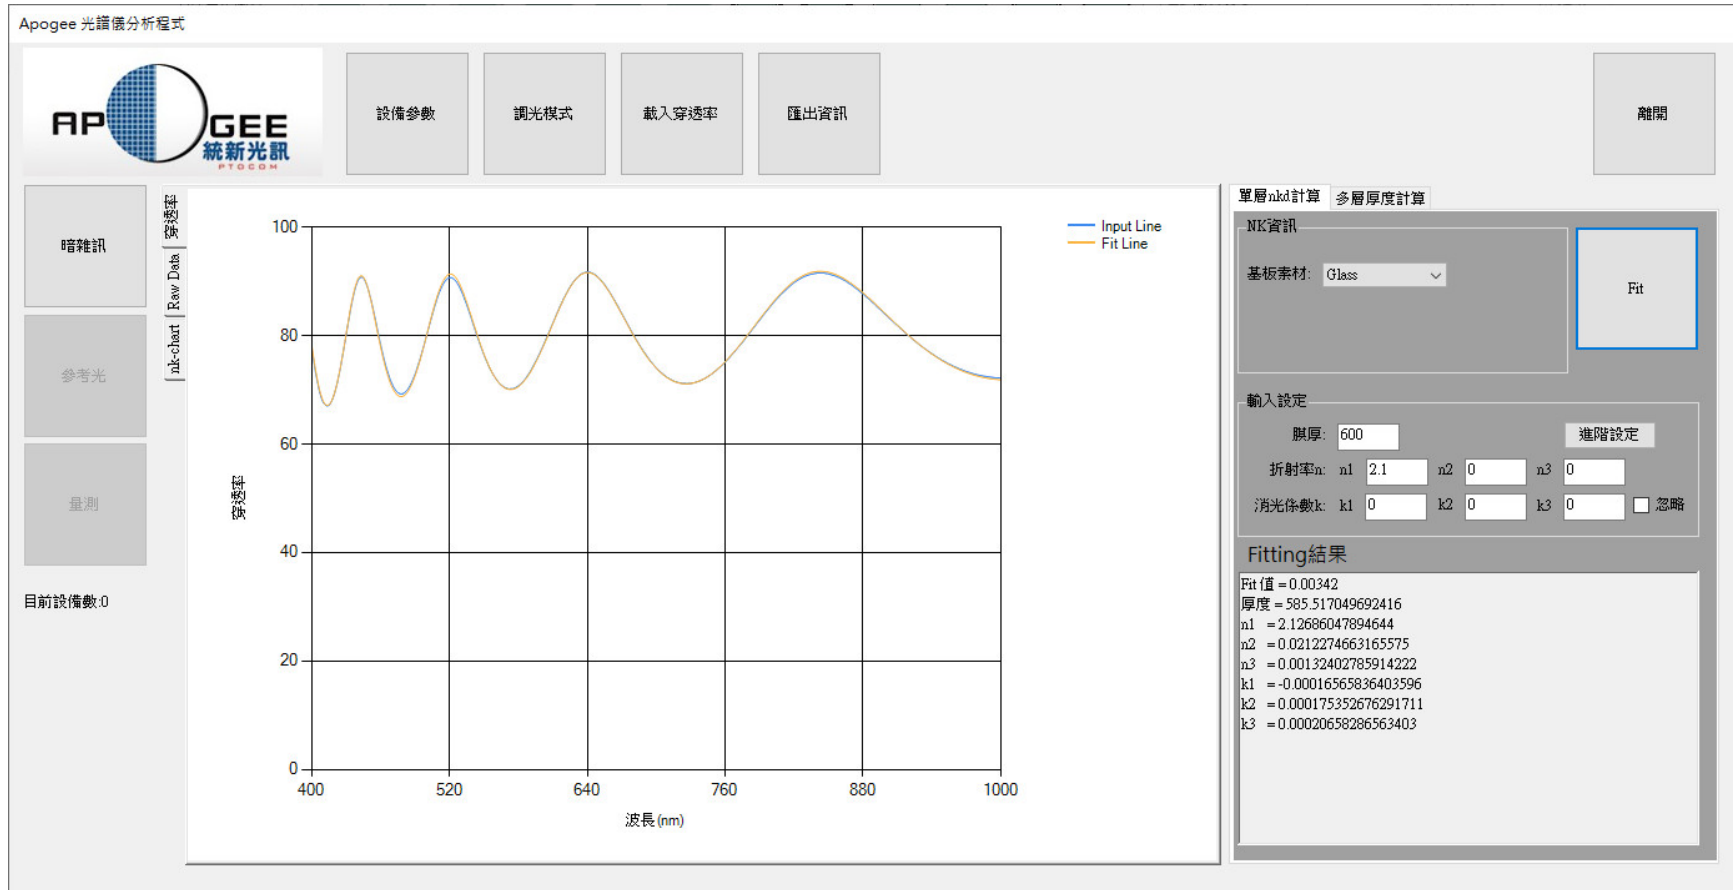 Apogee 光譜儀分析程式
APOGEE
統新光訊
PTOCOM
設備參數
調光模式
載入穿透率
匯出資訊
離開
暗雜訊
參考光
量測
目前設備數:0
穿透率
Raw Data
nk-chart
Input Line
Fit Line
穿透率
100
80
60
40
20
0
400 520 640 760 880 1000
波長(nm)
單層nkd計算 多層厚度計算
NK資訊
基板素材: Glass
Fit
輸入設定
膜厚: 600 進階設定
折射率n: n1 2.1 n2 0 n3 0
消光係數k: k1 0 k2 0 k3 0 忽略
Fitting結果
Fit 值 = 0.00342
厚度 = 585.517049692416
n1 = 2.12686047894644
n2 = 0.0212274663165575
n3 = 0.00132402785914222
k1 = -0.00016565836403596
k2 = 0.000175352676291711
k3 = 0.00020658286563403